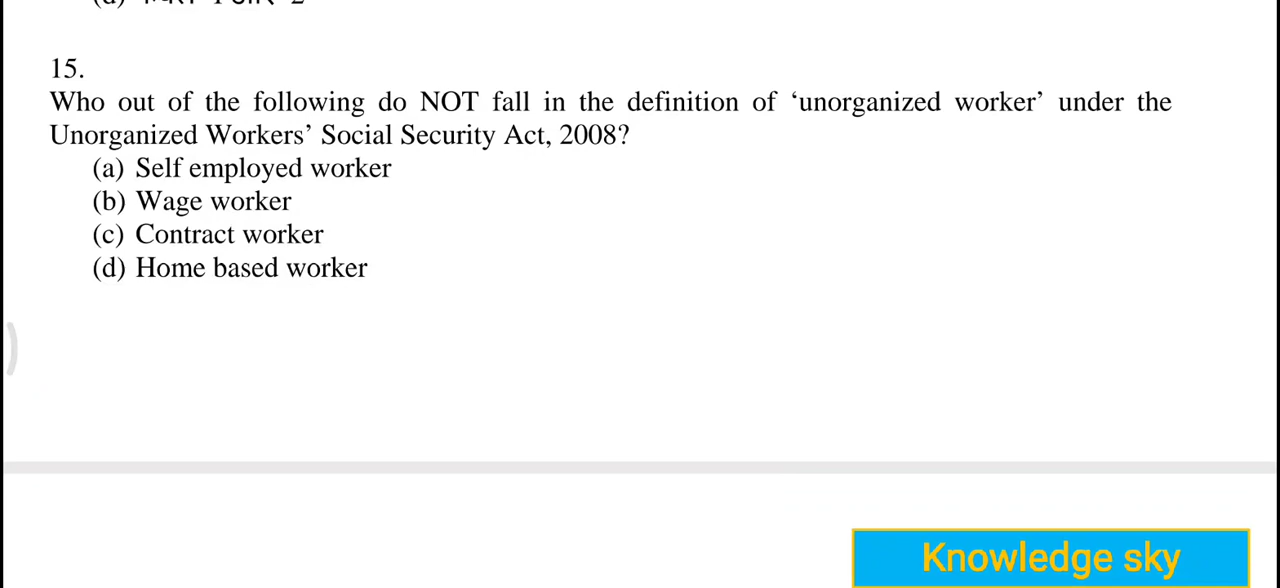 15.
Who out of the following do NOT fall in the definition of ‘unorganized worker’ under the
Unorganized Workers’ Social Security Act, 2008?
(a) Self employed worker
(b) Wage worker
(c) Contract worker
(d) Home based worker
Knowledge sky